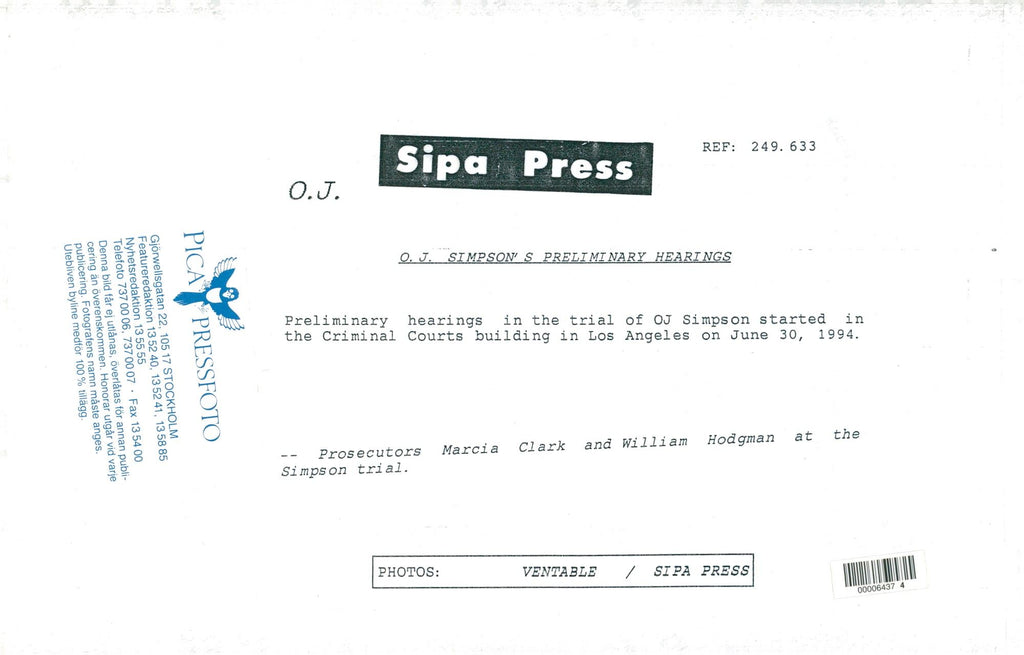 Sipa Press
REF: 249.633
O.J.
O.J. SIMPSON'S PRELIMINARY HEARINGS
Preliminary hearings in the trial of OJ Simpson started in
the Criminal Courts building in Los Angeles on June 30, 1994.
-- Prosecutors Marcia Clark and William Hodgman at the
Simpson trial.
PHOTOS: VENTABLE / SIPA PRESS
00006437 4
PICA PRESSFOTO
Gjörwellsgatan 22, 105 17 STOCKHOLM
Featureredaktion 13 52 40, 13 52 41, 13 58 85
Nyhetsredaktion 13 55 55
Telefoto 737 00 06, 737 00 07 · Fax 13 54 00
Denna bild får ej utlånas, överlåtas för annan publi-
cering än överenskommen. Honorar utgår vid varje
publicering. Fotografens namn måste anges.
Utebliven byline medför 100 % tillägg.